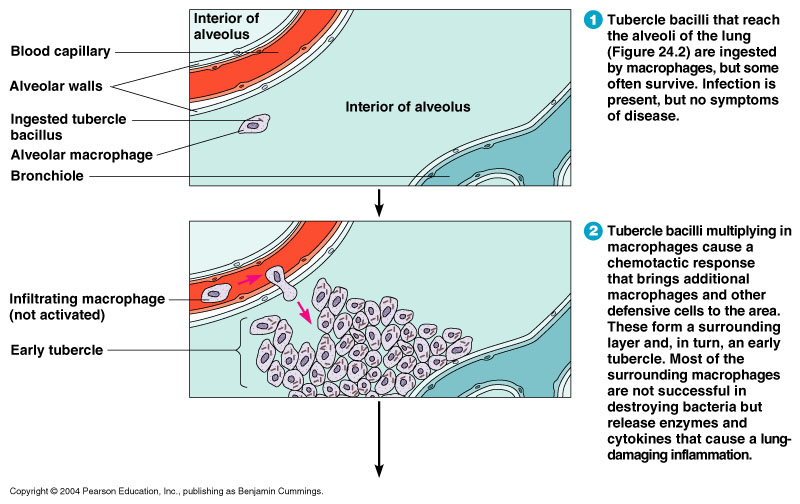 Interior of
alveolus
Blood capillary
Alveolar walls
Interior of alveolus
Ingested tubercle
bacillus
Alveolar macrophage
Bronchiole
1 Tubercle bacilli that reach
the alveoli of the lung
(Figure 24.2) are ingested
by macrophages, but some
often survive. Infection is
present, but no symptoms
of disease.
Infiltrating macrophage
(not activated)
Early tubercle
2 Tubercle bacilli multiplying in
macrophages cause a
chemotactic response
that brings additional
macrophages and other
defensive cells to the area.
These form a surrounding
layer and, in turn, an early
tubercle. Most of the
surrounding macrophages
are not successful in
destroying bacteria but
release enzymes and
cytokines that cause a lung-
damaging inflammation.
Copyright © 2004 Pearson Education, Inc., publishing as Benjamin Cummings.